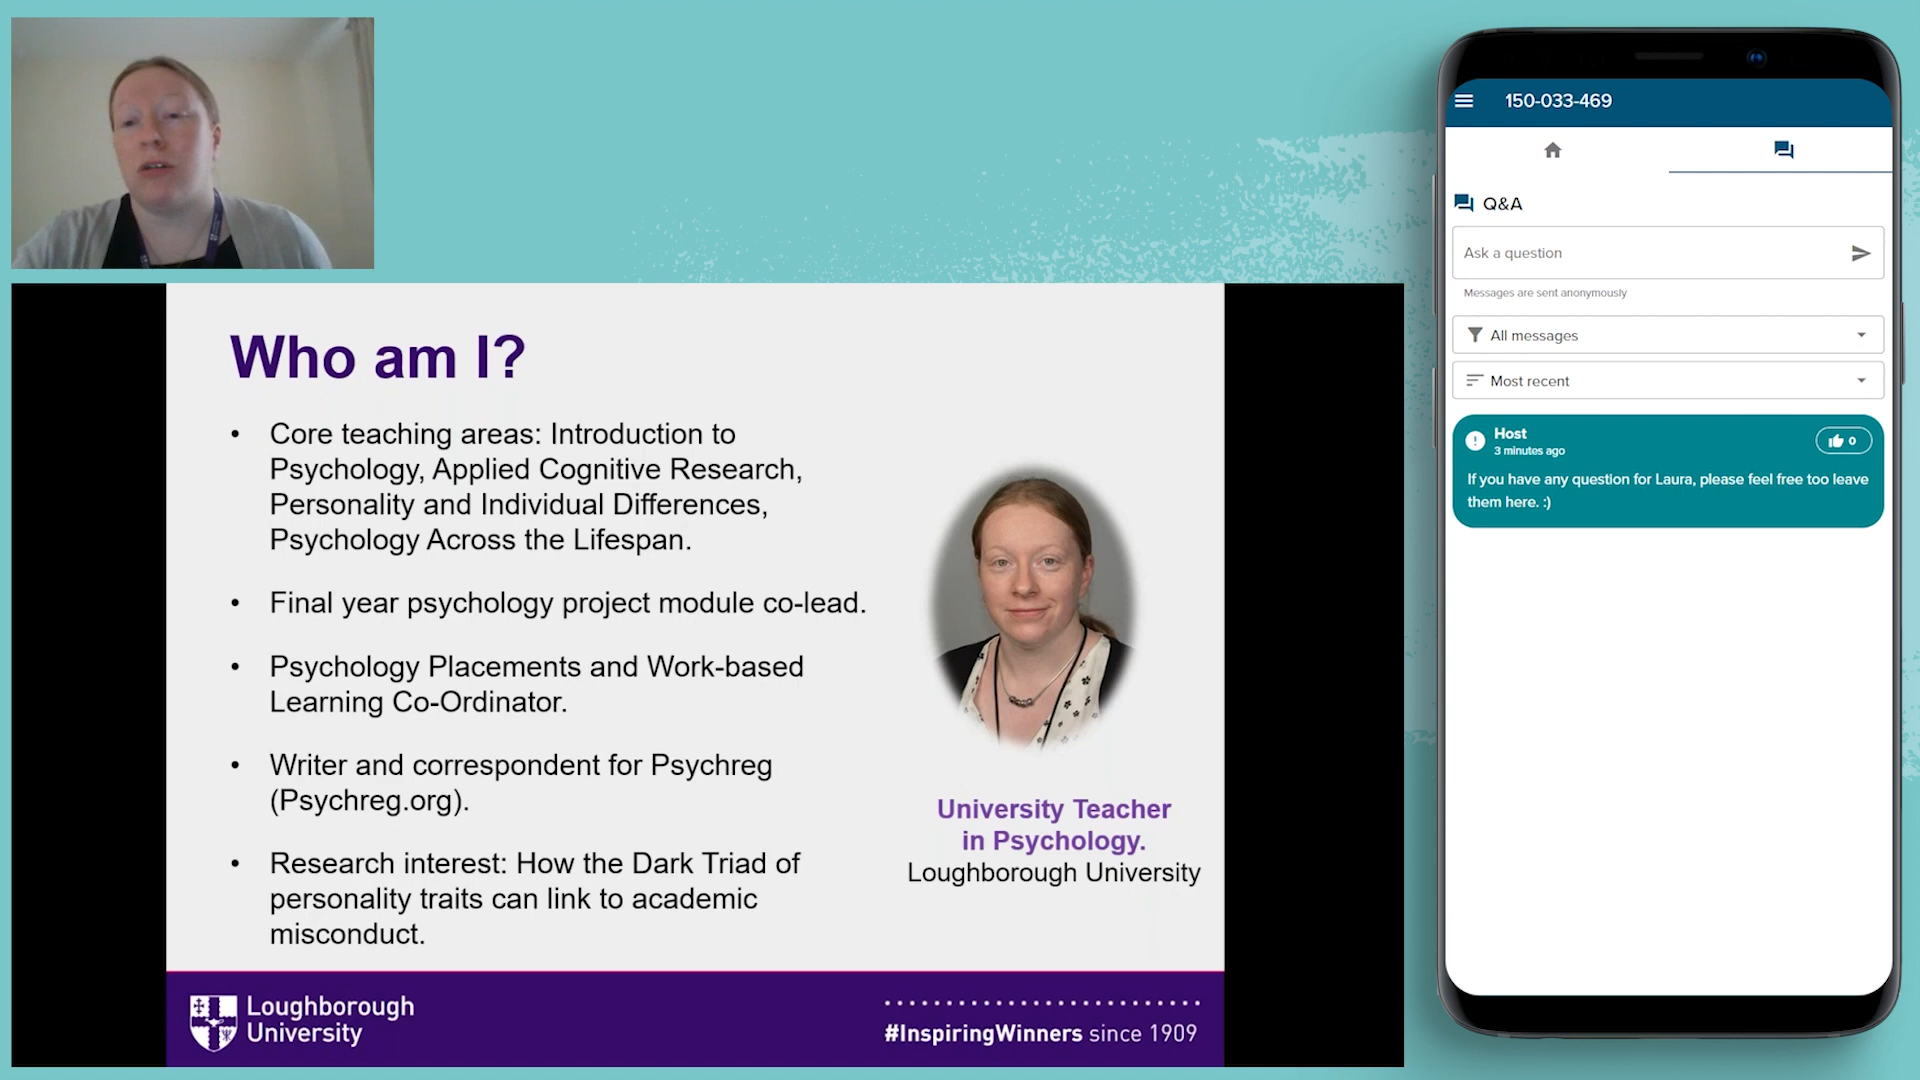 Who am I?
• Core teaching areas: Introduction to
Psychology, Applied Cognitive Research,
Personality and Individual Differences,
Psychology Across the Lifespan.
• Final year psychology project module co-lead.
• Psychology Placements and Work-based
Learning Co-Ordinator.
• Writer and correspondent for Psychreg
(Psychreg.org).
• Research interest: How the Dark Triad of
personality traits can link to academic
misconduct.
University Teacher
in Psychology.
Loughborough University
Loughborough
University
#InspiringWinners since 1909
150-033-469
Q&A
Ask a question
Messages are sent anonymously
All messages
Most recent
Host
3 minutes ago
0
If you have any question for Laura, please feel free too leave
them here. :)